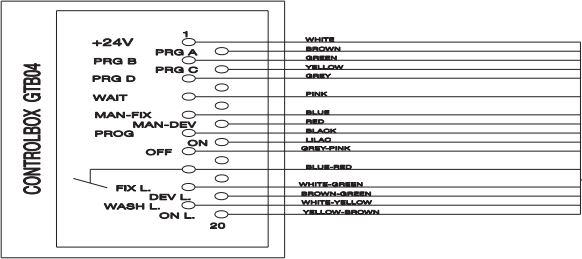 CONTROLBOX GTB04
1
+24V WHITE
PRG A BROWN
PRG B GREEN
PRG C YELLOW
PRG D GREY
WAIT PINK
MAN-FIX BLUE
MAN-DEV RED
PROG BLACK
ON LILAC
OFF GREY-PINK
BLUE-RED
FIX L. WHITE-GREEN
DEV L. BROWN-GREEN
WASH L. WHITE-YELLOW
ON L. YELLOW-BROWN
20